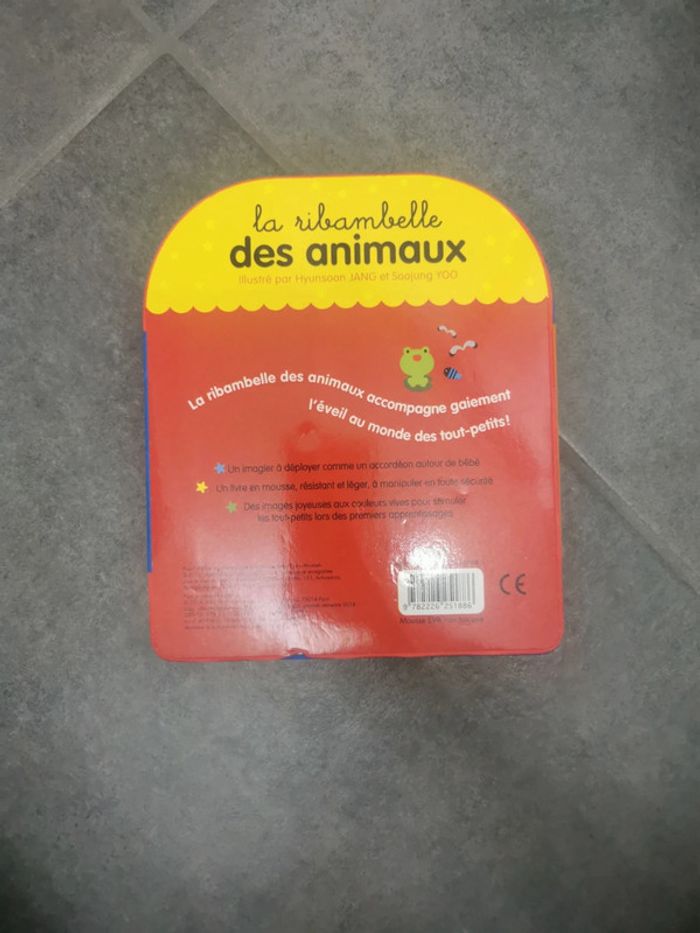 la ribambelle
des animaux
Illustré par Hyunsoon JANG et Soojung YOO
La ribambelle des animaux accompagne gaiement
l'éveil au monde des tout-petits!
Un imagier à déployer comme un accordéon autour de bébé
Un livre en mousse, résistant et léger, à manipuler en toute sécurité
Des images joyeuses aux couleurs vives pour stimuler
les tout-petits lors des premiers apprentissages
9 782226 251886
CE
Mousse EVA